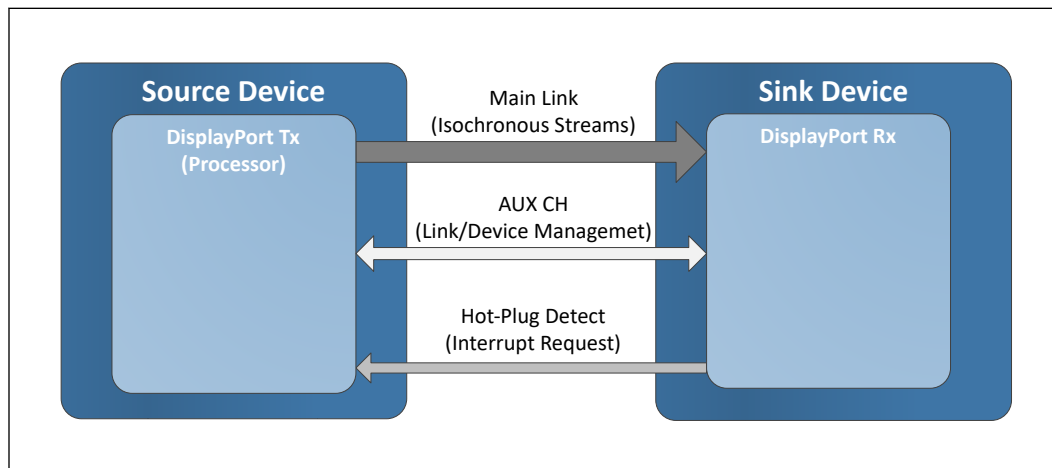 Source Device
DisplayPort Tx
(Processor)
Main Link
(Isochronous Streams)
AUX CH
(Link/Device Managemet)
Hot-Plug Detect
(Interrupt Request)
Sink Device
DisplayPort Rx